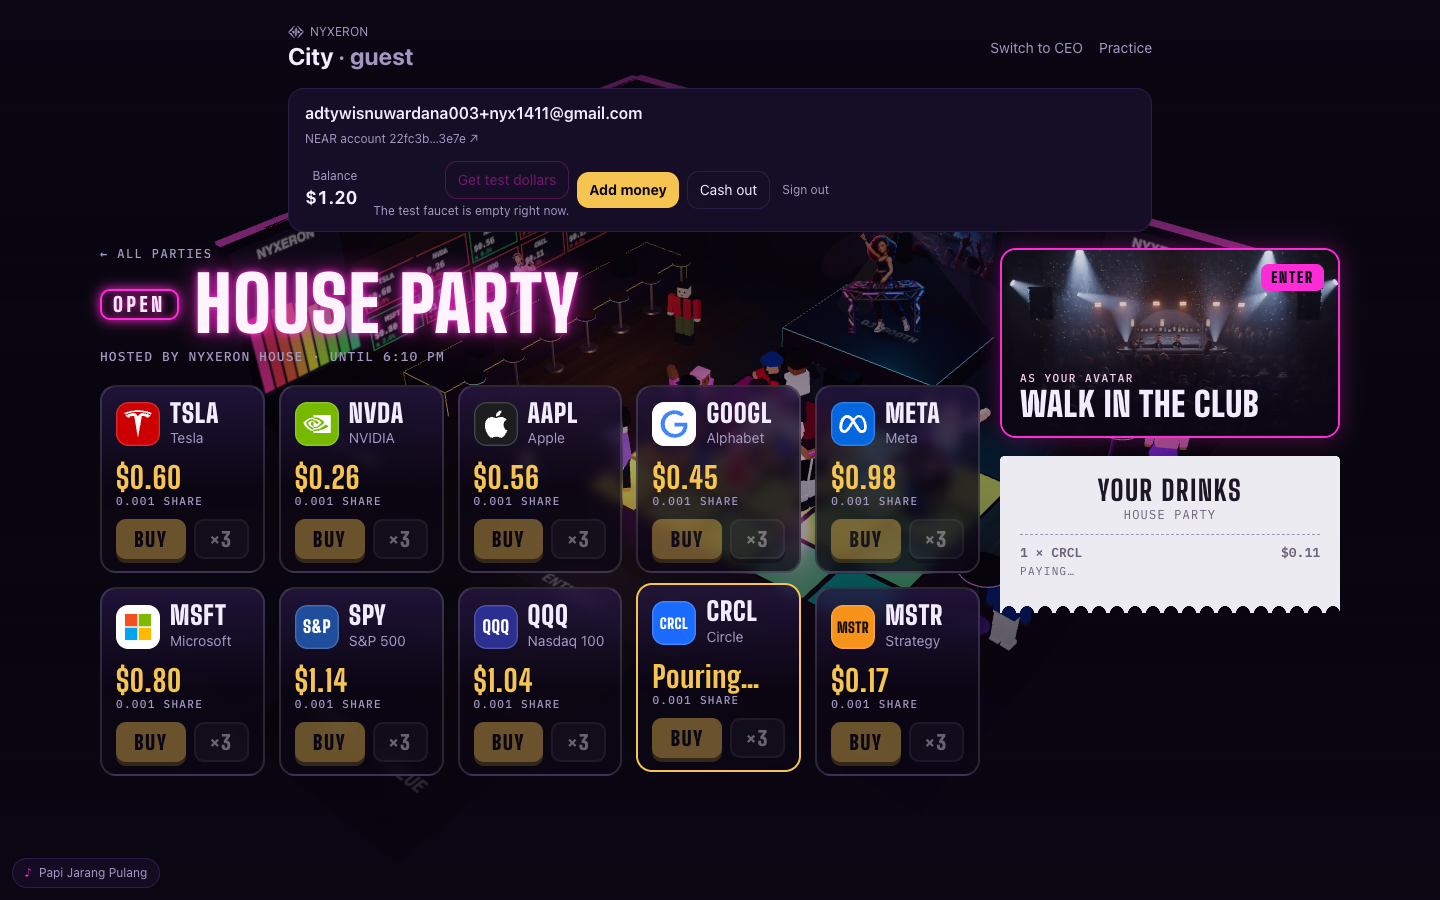 NYXERON
City · guest
Switch to CEO
Practice
adtywisnuwardana003+nyx1411@gmail.com
NEAR account 22fc3b…3e7e ↗
Balance
$1.20
Get test dollars
The test faucet is empty right now.
Add money
Cash out
Sign out
NYXERON
← ALL PARTIES
OPEN
HOUSE PARTY
HOSTED BY NYXERON HOUSE · UNTIL 6:10 PM
TSLA
Tesla
$0.60
0.001 SHARE
BUY
×3
NVDA
NVIDIA
$0.26
0.001 SHARE
BUY
×3
AAPL
Apple
$0.56
0.001 SHARE
BUY
×3
GOOGL
Alphabet
$0.45
0.001 SHARE
BUY
×3
META
Meta
$0.98
0.001 SHARE
BUY
×3
MSFT
Microsoft
$0.80
0.001 SHARE
BUY
×3
S&P
SPY
S&P 500
$1.14
0.001 SHARE
BUY
×3
QQQ
QQQ
Nasdaq 100
$1.04
0.001 SHARE
BUY
×3
CRCL
CRCL
Circle
Pouring…
0.001 SHARE
BUY
×3
MSTR
MSTR
Strategy
$0.17
0.001 SHARE
BUY
×3
ENTER
AS YOUR AVATAR
WALK IN THE CLUB
YOUR DRINKS
HOUSE PARTY
1 × CRCL
$0.11
PAYING…
♪ Papi Jarang Pulang